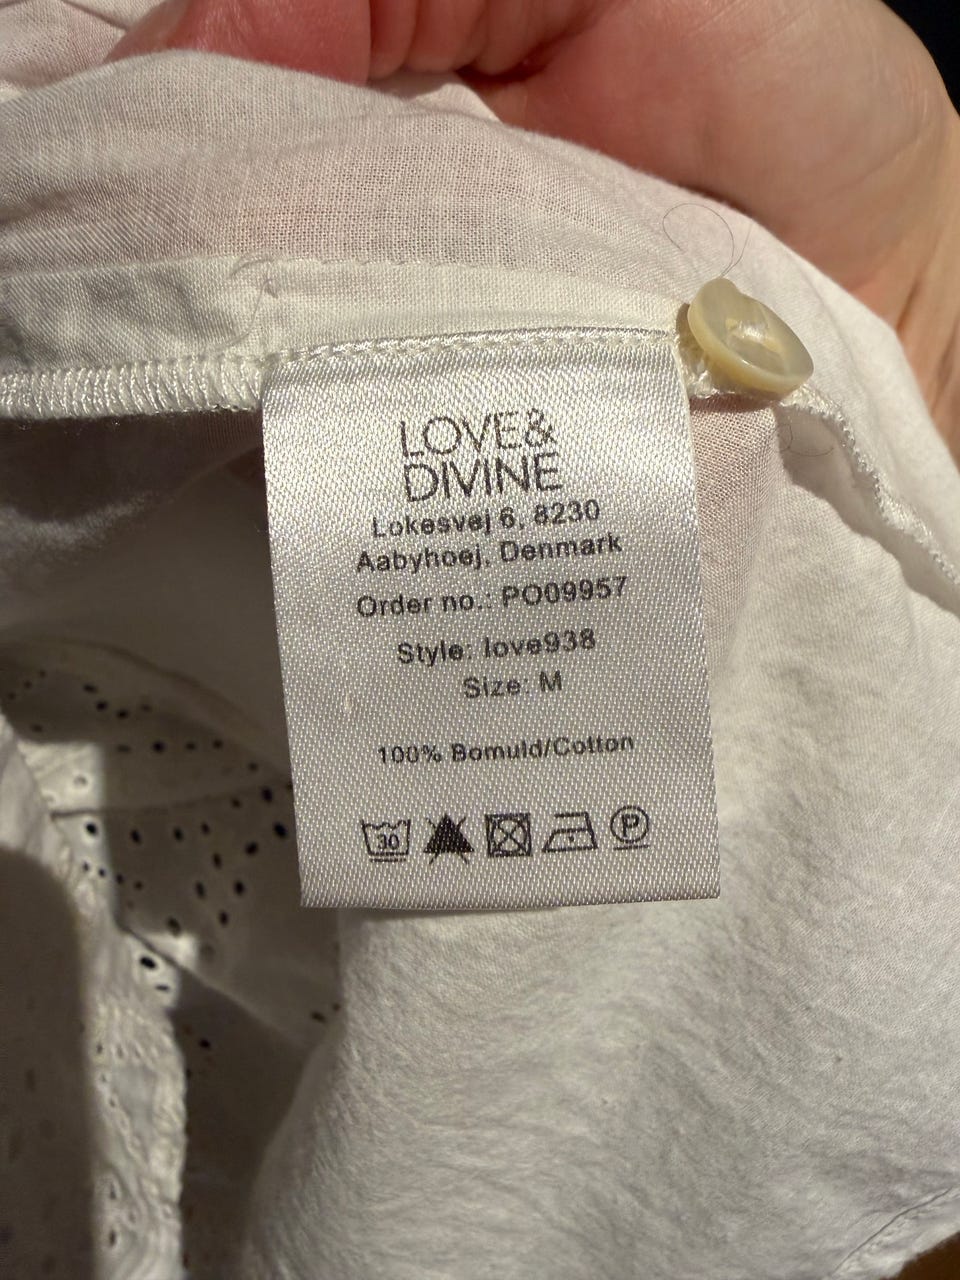 LOVE&
DIVINE
Lokesvej 6, 8230
Aabyhoej, Denmark
Order no.: PO09957
Style: love938
Size: M
100% Bomuld/Cotton
30 P